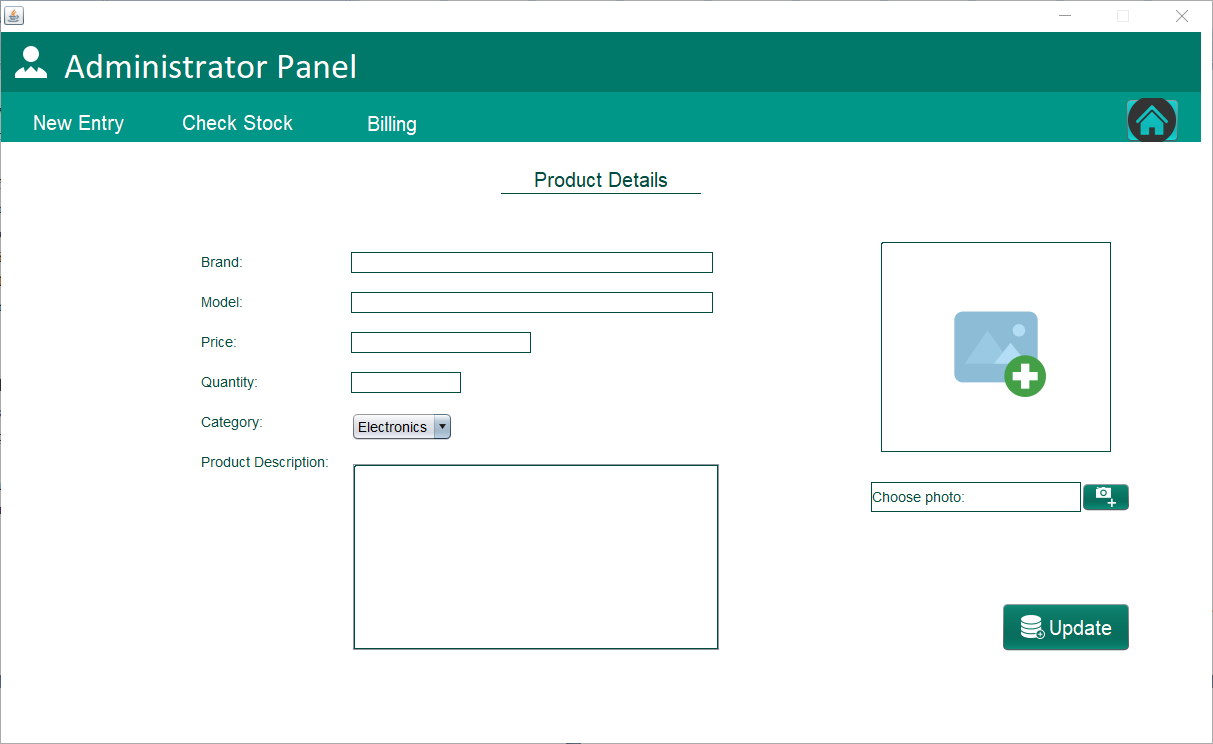 Administrator Panel
New Entry Check Stock Billing
Product Details
Brand:
Model:
Price:
Quantity:
Category: Electronics
Product Description:
Choose photo:
Update